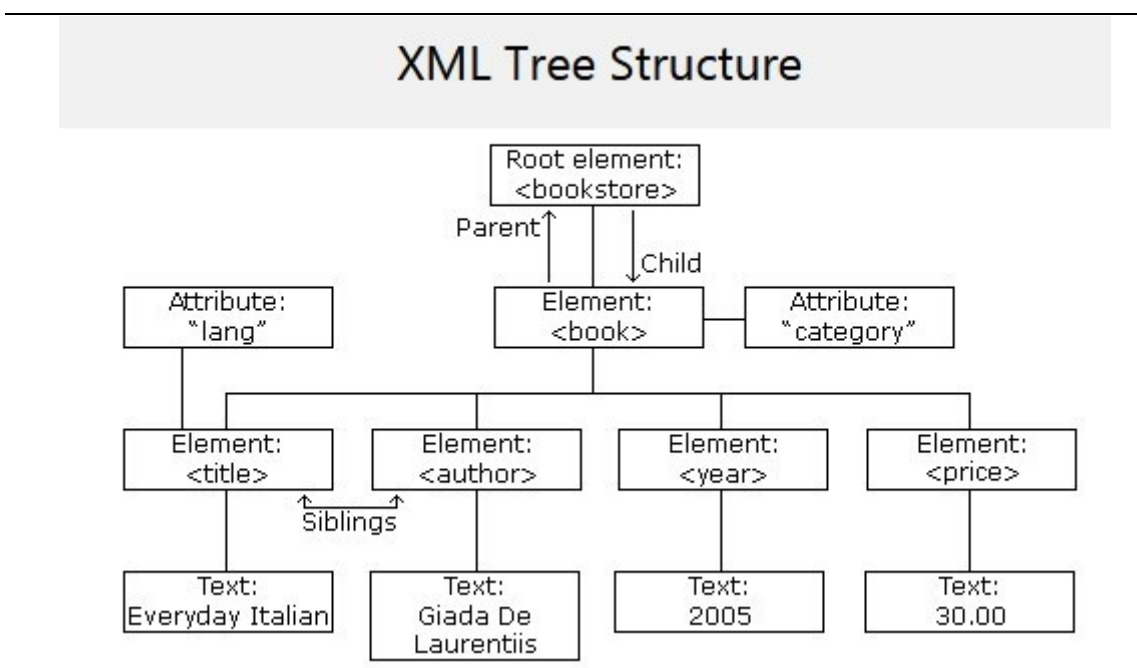 XML Tree Structure
Root element:
<bookstore>
Parent
Child
Attribute:
“lang”
Element:
<book>
Attribute:
“category”
Element:
<title>
Element:
<author>
Element:
<year>
Element:
<price>
Siblings
Text:
Everyday Italian
Text:
Giada De
Laurentiis
Text:
2005
Text:
30.00